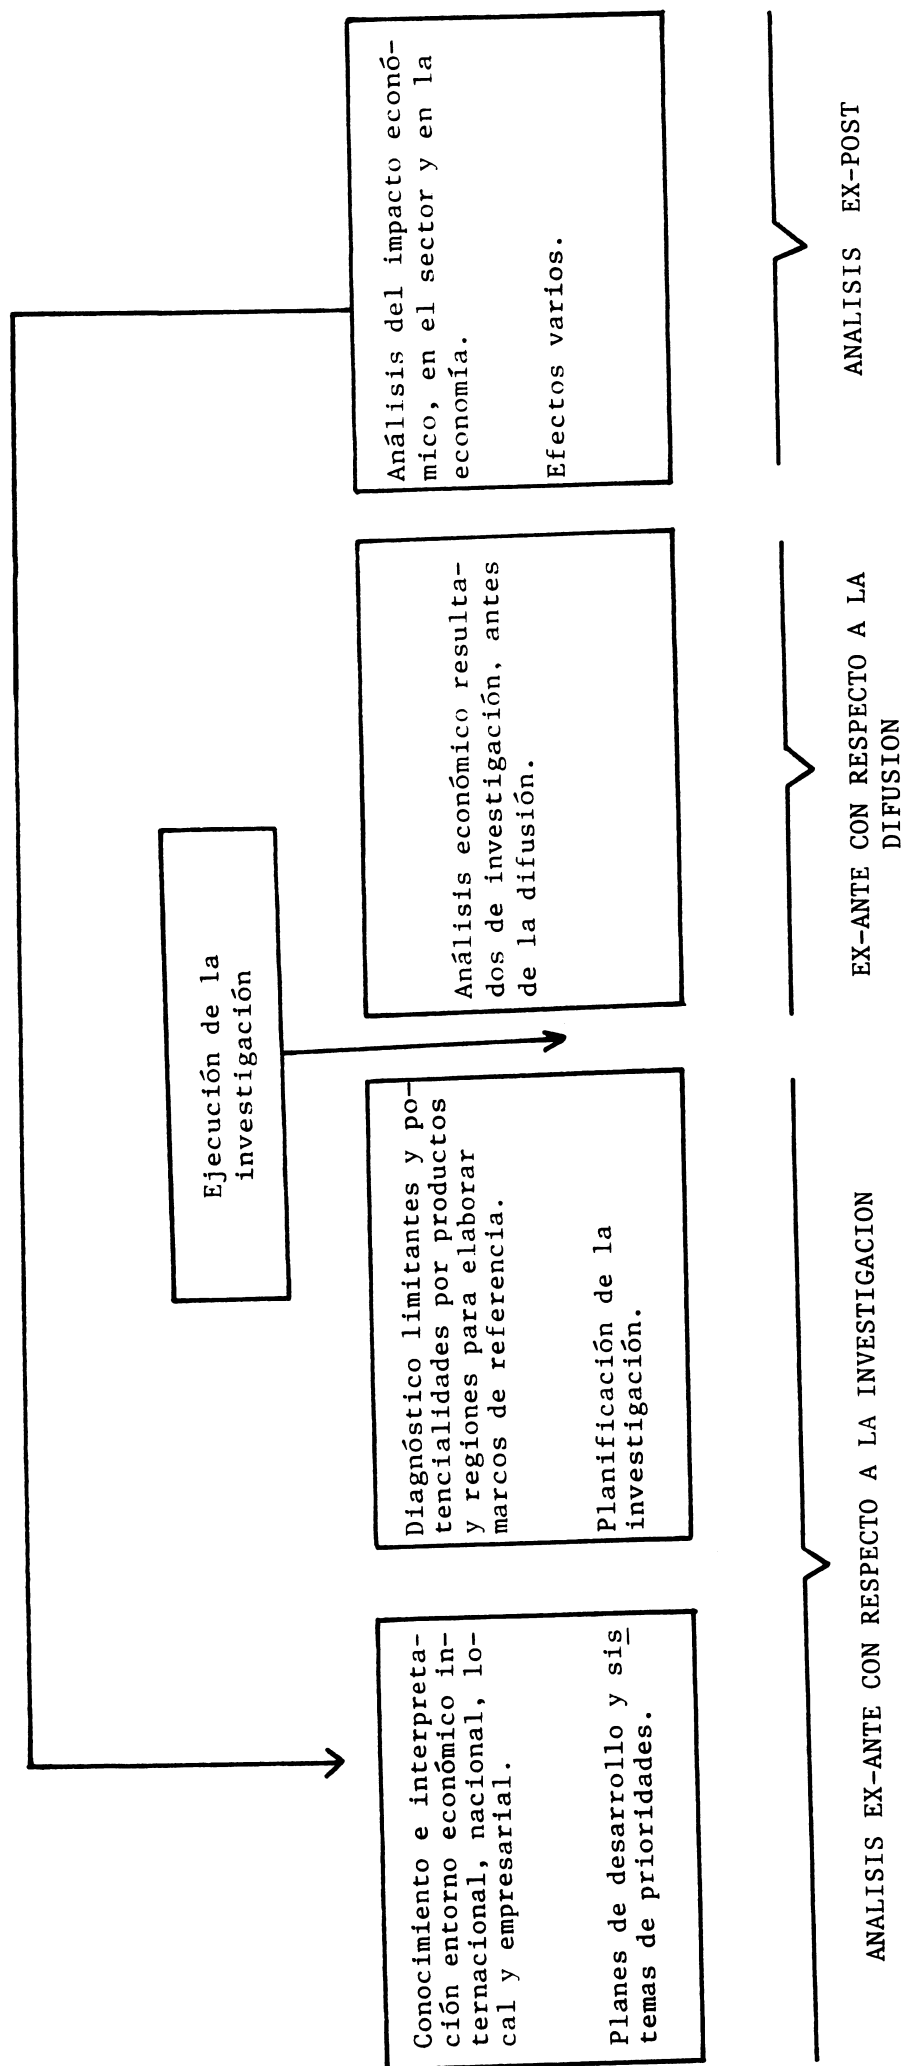 Ejecución de la
investigación
Conocimiento e interpreta-
ción entorno económico in-
ternacional, nacional, lo-
cal y empresarial.
Planes de desarrollo y sis
temas de prioridades.
Diagnóstico limitantes y po-
tencialidades por productos
y regiones para elaborar
marcos de referencia.
Planificación de la
investigación.
Análisis económico resulta-
dos de investigación, antes
de la difusión.
Análisis del impacto econó-
mico, en el sector y en la
economía.
Efectos varios.
ANALISIS EX-ANTE CON RESPECTO A LA INVESTIGACION
EX-ANTE CON RESPECTO A LA
DIFUSION
ANALISIS EX-POST